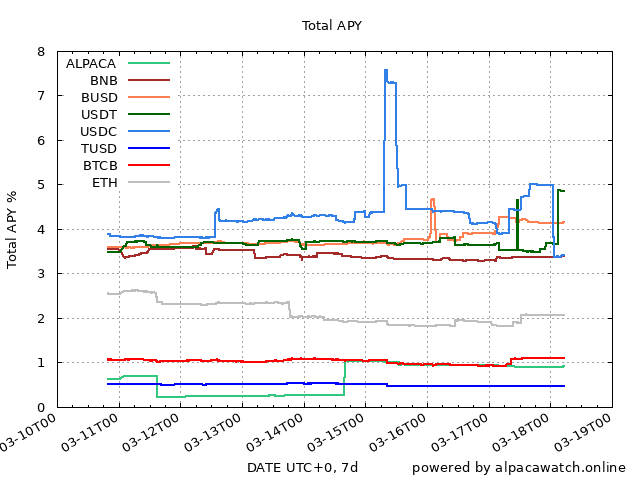 Total APY
8
7
6
5
4
3
2
1
0
Total APY %
ALPACA
BNB
BUSD
USDT
USDC
TUSD
BTCB
ETH
03-10T00
03-11T00
03-12T00
03-13T00
03-14T00
03-15T00
03-16T00
03-17T00
03-18T00
03-19T00
DATE UTC+0, 7d
powered by alpacawatch.online